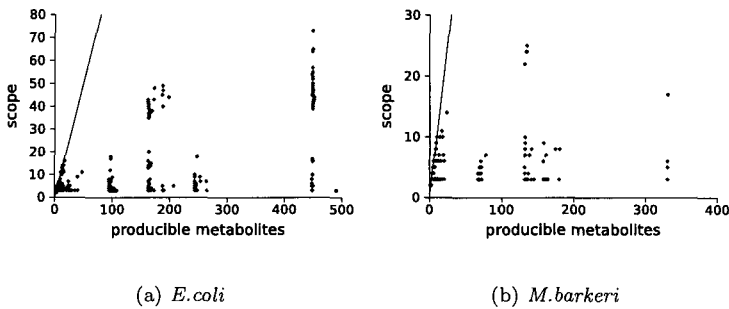 80
70
60
50
40
30
20
10
0
scope
0 100 200 300 400 500
producible metabolites
(a) E.coli
30
20
10
0
scope
0 100 200 300 400
producible metabolites
(b) M.barkeri